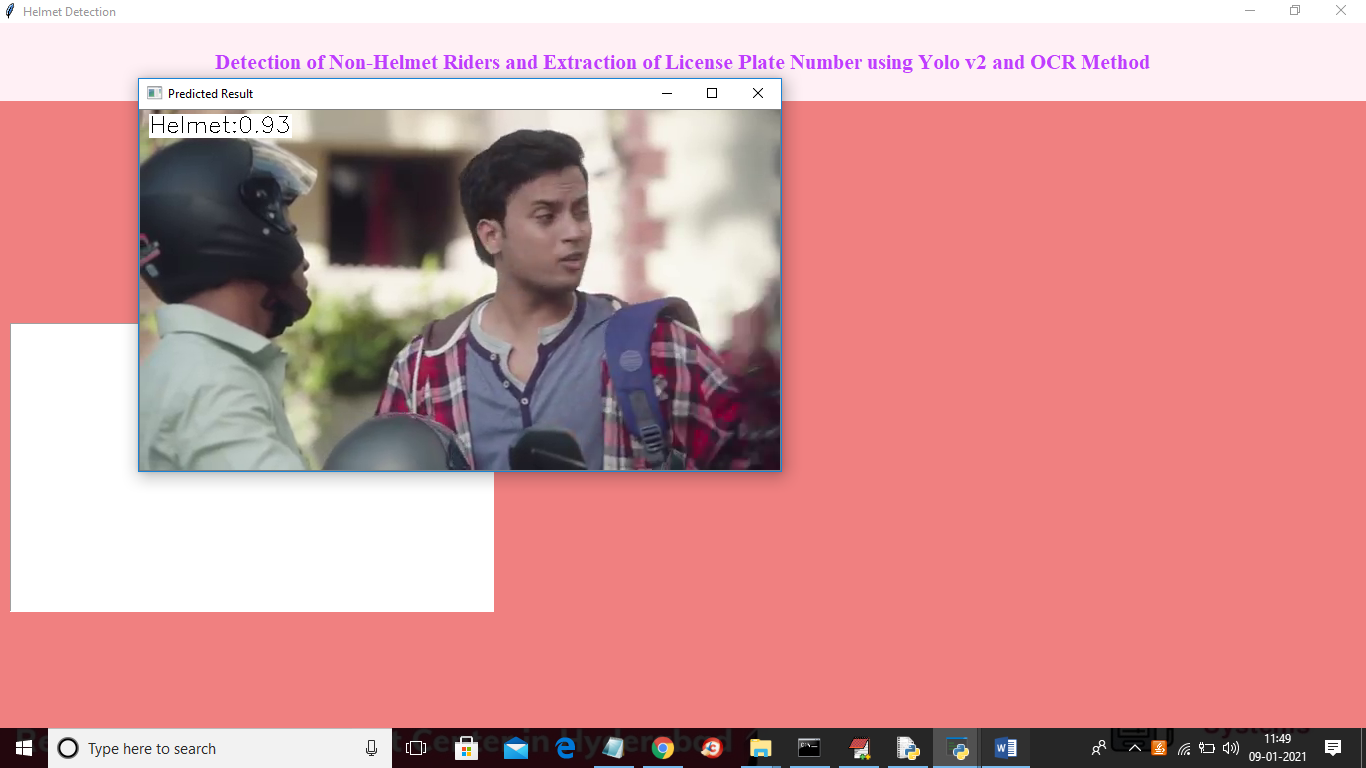 Helmet Detection
Detection of Non-Helmet Riders and Extraction of License Plate Number using Yolo v2 and OCR Method
Predicted Result
Helmet:0.93
Type here to search
11:49
09-01-2021